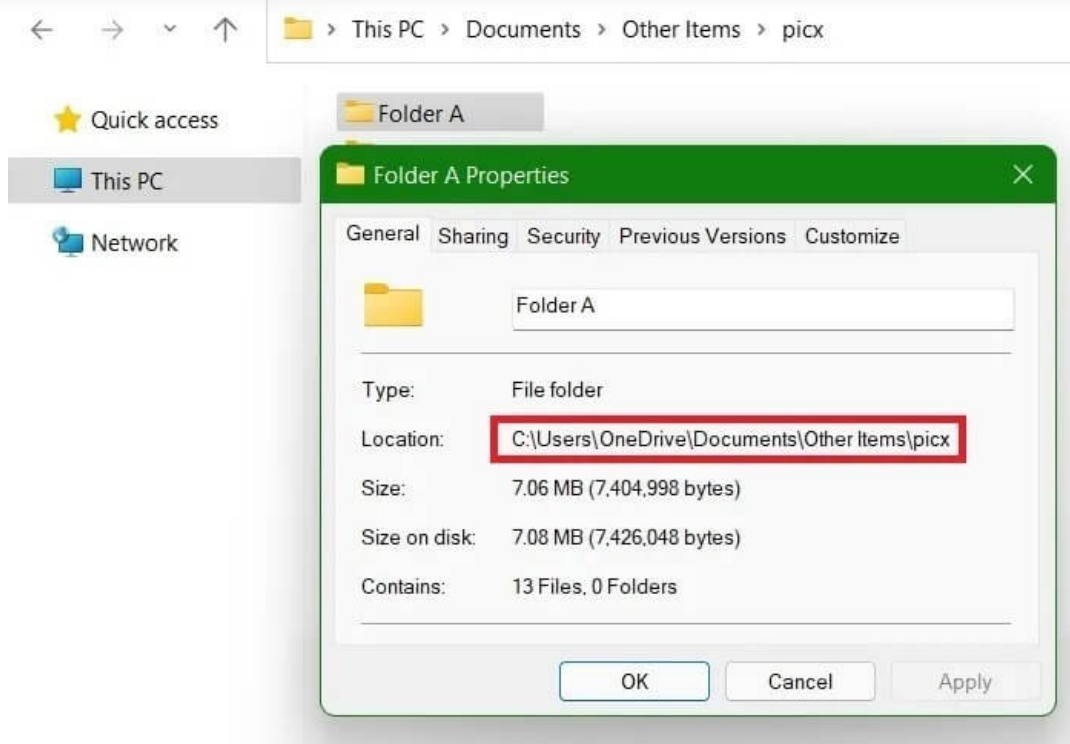 This PC > Documents > Other Items > picx
Quick access
This PC
Network
Folder A
Folder A Properties
General Sharing Security Previous Versions Customize
Folder A
Type: File folder
Location: C:\Users\OneDrive\Documents\Other Items\picx
Size: 7.06 MB (7,404,998 bytes)
Size on disk: 7.08 MB (7,426,048 bytes)
Contains: 13 Files, 0 Folders
OK Cancel Apply